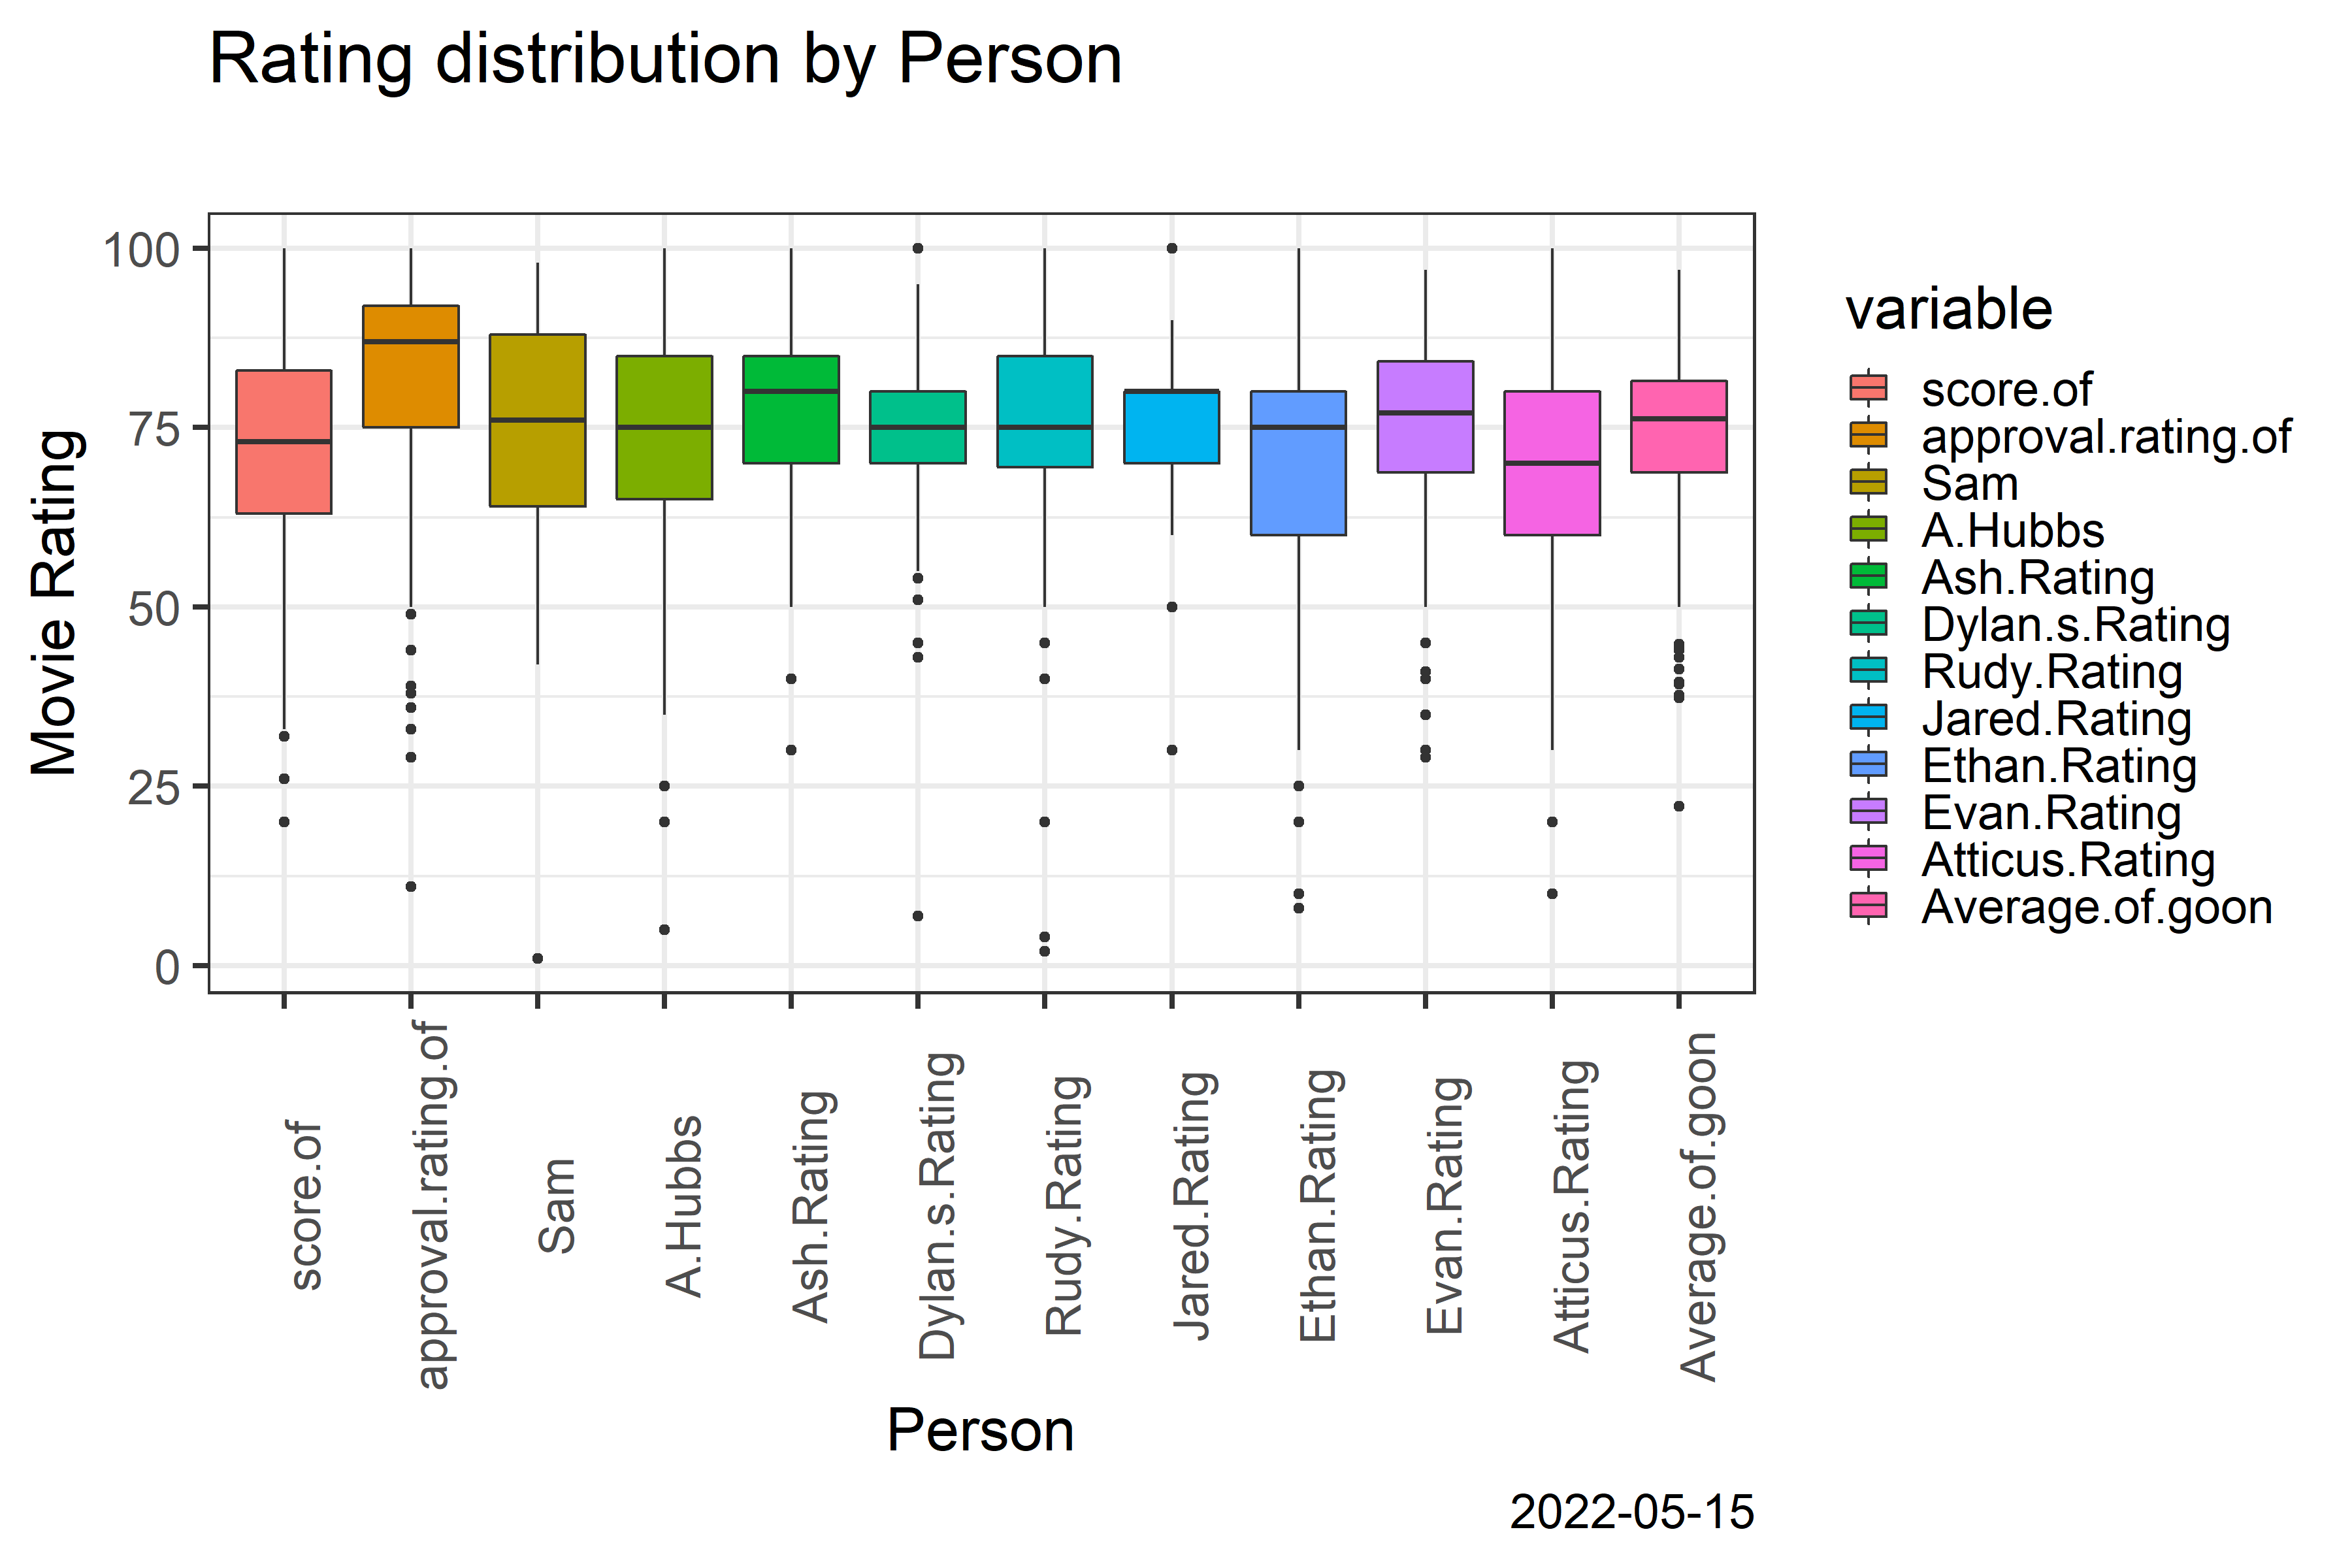 Rating distribution by Person
Movie Rating
100
75
50
25
0
score.of
approval.rating.of
Sam
A.Hubbs
Ash.Rating
Dylan.s.Rating
Rudy.Rating
Jared.Rating
Ethan.Rating
Evan.Rating
Atticus.Rating
Average.of.goon
Person
variable
score.of
approval.rating.of
Sam
A.Hubbs
Ash.Rating
Dylan.s.Rating
Rudy.Rating
Jared.Rating
Ethan.Rating
Evan.Rating
Atticus.Rating
Average.of.goon
2022-05-15